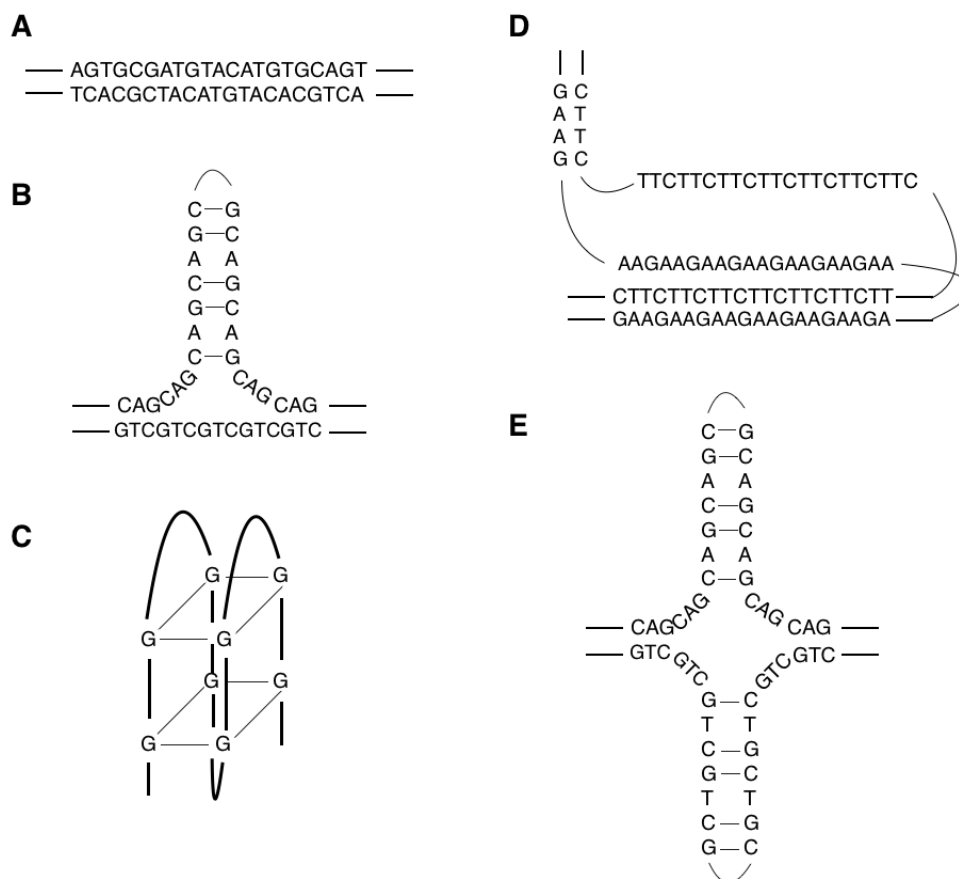 A
AGTGCGATGTACATGTGCAGT
TCACGCTACATGTACACGTCA
B
C G
G C
A A
C G
G C
A A
C G
CAG CAG CAG CAG
GTCGTCGTCGTCGTC
C
G G
G G
G G
G G
D
G C
A T
A T
G C
TTCTTCTTCTTCTTCTTCTTC
AAGAAGAAGAAGAAGAAGAA
CTTCTTCTTCTTCTTCTTCTT
GAAGAAGAAGAAGAAGAAGA
E
C G
G C
A A
C G
G C
A A
C G
CAG CAG CAG CAG
GTC GTC GTC GTC
G C
T T
C G
G C
T T
C G
G C